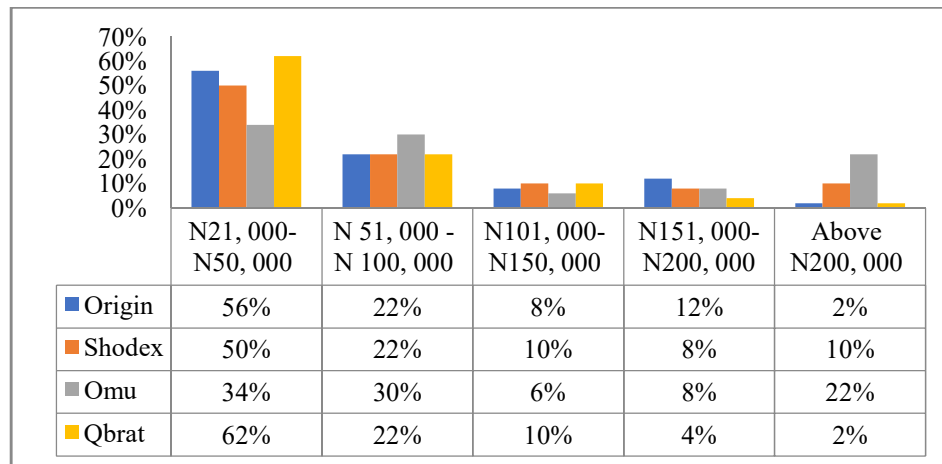 70%
60%
50%
40%
30%
20%
10%
0%
N21, 000- N 51, 000 - N101, 000- N151, 000- Above
N50, 000 N 100, 000 N150, 000 N200, 000 N200, 000
Origin 56% 22% 8% 12% 2%
Shodex 50% 22% 10% 8% 10%
Omu 34% 30% 6% 8% 22%
Qbrat 62% 22% 10% 4% 2%